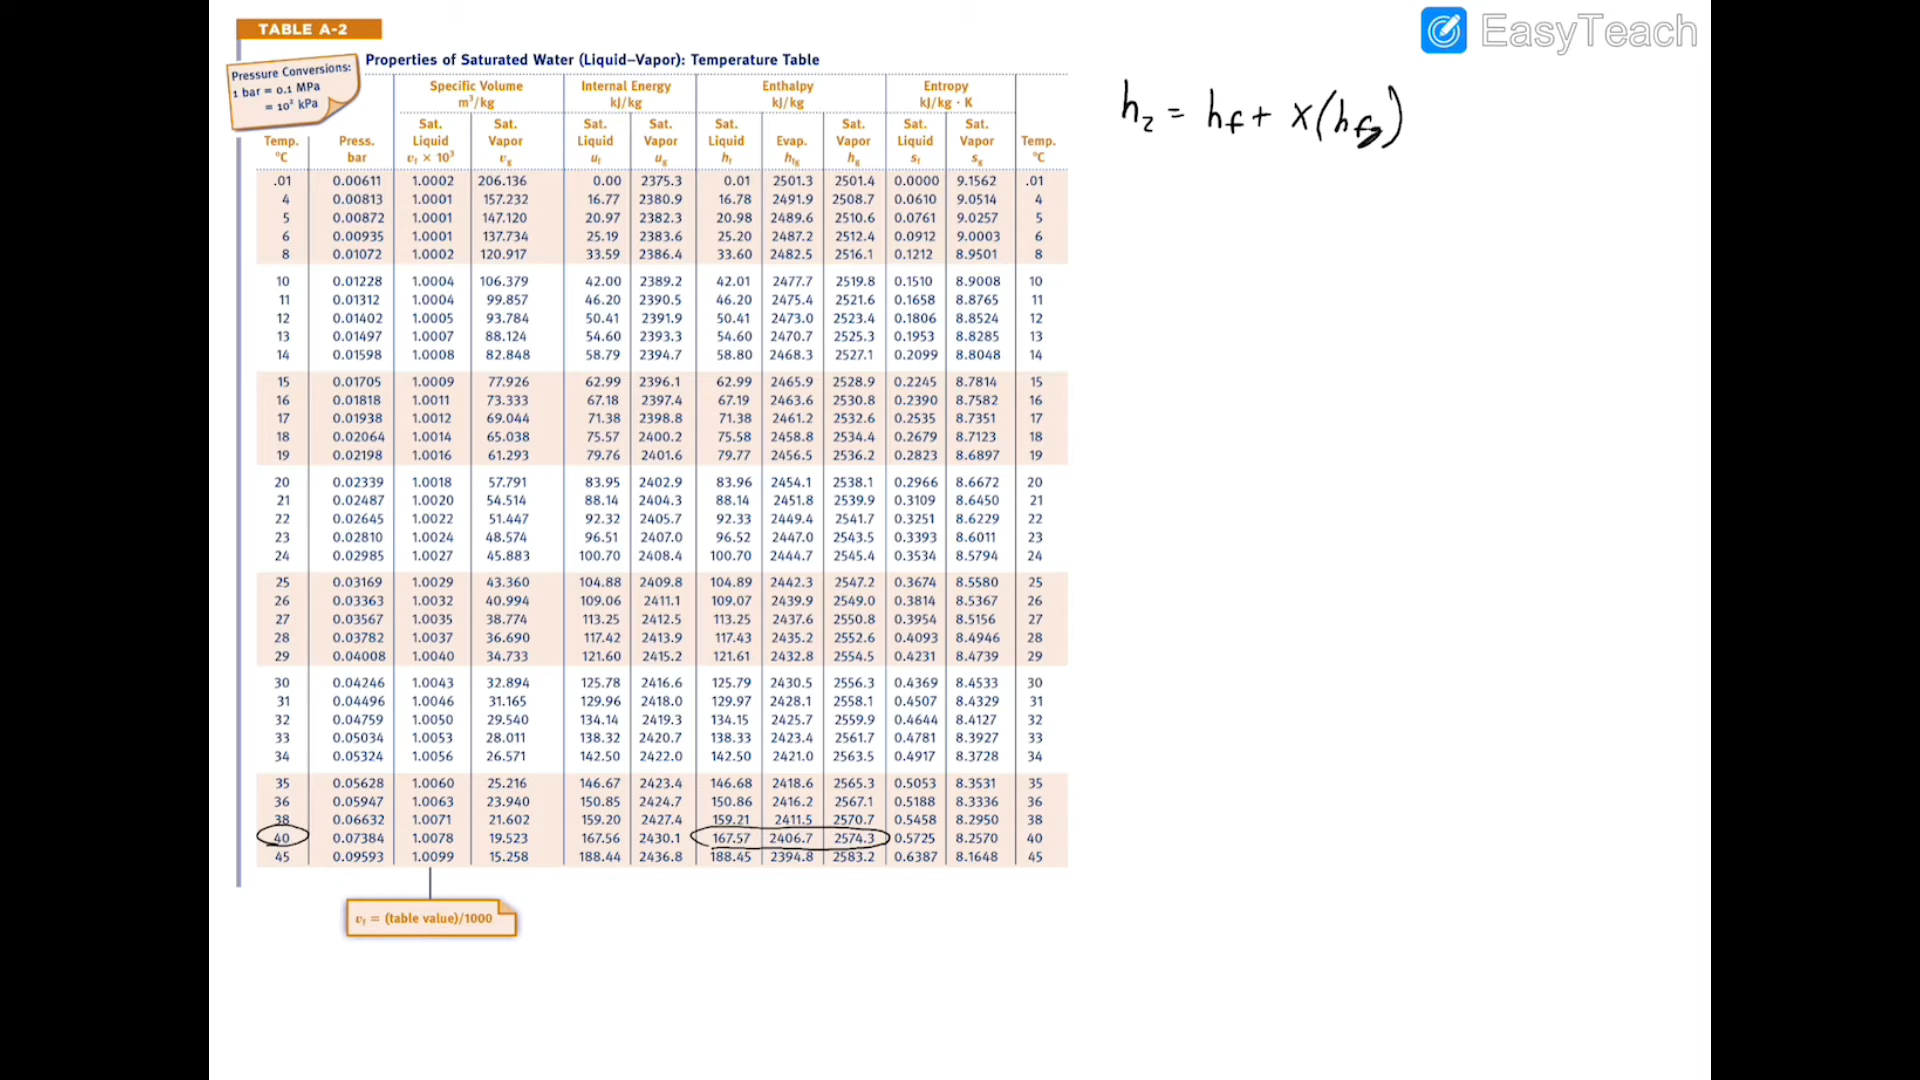 EasyTeach
TABLE A-2
Properties of Saturated Water (Liquid–Vapor): Temperature Table
Pressure Conversions:
1 bar = 0.1 MPa
= 10² kPa
Specific Volume Internal Energy Enthalpy Entropy
m³/kg kJ/kg kJ/kg kJ/kg · K
Sat. Sat. Sat. Sat. Sat. Sat. Sat. Sat.
Temp. Press. Liquid Vapor Liquid Vapor Liquid Evap. Vapor Liquid Vapor Temp.
°C bar vf × 10³ vg uf ug hf hfg hg sf sg °C
.01 0.00611 1.0002 206.136 0.00 2375.3 0.01 2501.3 2501.4 0.0000 9.1562 .01
4 0.00813 1.0001 157.232 16.77 2380.9 16.78 2491.9 2508.7 0.0610 9.0514 4
5 0.00872 1.0001 147.120 20.97 2382.3 20.98 2489.6 2510.6 0.0761 9.0257 5
6 0.00935 1.0001 137.734 25.19 2383.6 25.20 2487.2 2512.4 0.0912 9.0003 6
8 0.01072 1.0002 120.917 33.59 2386.4 33.60 2482.5 2516.1 0.1212 8.9501 8
10 0.01228 1.0004 106.379 42.00 2389.2 42.01 2477.7 2519.8 0.1510 8.9008 10
11 0.01312 1.0004 99.857 46.20 2390.5 46.20 2475.4 2521.6 0.1658 8.8765 11
12 0.01402 1.0005 93.784 50.41 2391.9 50.41 2473.0 2523.4 0.1806 8.8524 12
13 0.01497 1.0007 88.124 54.60 2393.3 54.60 2470.7 2525.3 0.1953 8.8285 13
14 0.01598 1.0008 82.848 58.79 2394.7 58.80 2468.3 2527.1 0.2099 8.8048 14
15 0.01705 1.0009 77.926 62.99 2396.1 62.99 2465.9 2528.9 0.2245 8.7814 15
16 0.01818 1.0011 73.333 67.18 2397.4 67.19 2463.6 2530.8 0.2390 8.7582 16
17 0.01938 1.0012 69.044 71.38 2398.8 71.38 2461.2 2532.6 0.2535 8.7351 17
18 0.02064 1.0014 65.038 75.57 2400.2 75.58 2458.8 2534.4 0.2679 8.7123 18
19 0.02198 1.0016 61.293 79.76 2401.6 79.77 2456.5 2536.2 0.2823 8.6897 19
20 0.02339 1.0018 57.791 83.95 2402.9 83.96 2454.1 2538.1 0.2966 8.6672 20
21 0.02487 1.0020 54.514 88.14 2404.3 88.14 2451.8 2539.9 0.3109 8.6450 21
22 0.02645 1.0022 51.447 92.32 2405.7 92.33 2449.4 2541.7 0.3251 8.6229 22
23 0.02810 1.0024 48.574 96.51 2407.0 96.52 2447.0 2543.5 0.3393 8.6011 23
24 0.02985 1.0027 45.883 100.70 2408.4 100.70 2444.7 2545.4 0.3534 8.5794 24
25 0.03169 1.0029 43.360 104.88 2409.8 104.89 2442.3 2547.2 0.3674 8.5580 25
26 0.03363 1.0032 40.994 109.06 2411.1 109.07 2439.9 2549.0 0.3814 8.5367 26
27 0.03567 1.0035 38.774 113.25 2412.5 113.25 2437.6 2550.8 0.3954 8.5156 27
28 0.03782 1.0037 36.690 117.42 2413.9 117.43 2435.2 2552.6 0.4093 8.4946 28
29 0.04008 1.0040 34.733 121.60 2415.2 121.61 2432.8 2554.5 0.4231 8.4739 29
30 0.04246 1.0043 32.894 125.78 2416.6 125.79 2430.5 2556.3 0.4369 8.4533 30
31 0.04496 1.0046 31.165 129.96 2418.0 129.97 2428.1 2558.1 0.4507 8.4329 31
32 0.04759 1.0050 29.540 134.14 2419.3 134.15 2425.7 2559.9 0.4644 8.4127 32
33 0.05034 1.0053 28.011 138.32 2420.7 138.33 2423.4 2561.7 0.4781 8.3927 33
34 0.05324 1.0056 26.571 142.50 2422.0 142.50 2421.0 2563.5 0.4917 8.3728 34
35 0.05628 1.0060 25.216 146.67 2423.4 146.68 2418.6 2565.3 0.5053 8.3531 35
36 0.05947 1.0063 23.940 150.85 2424.7 150.86 2416.2 2567.1 0.5188 8.3336 36
38 0.06632 1.0071 21.602 159.20 2427.4 159.21 2411.5 2570.7 0.5458 8.2950 38
40 0.07384 1.0078 19.523 167.56 2430.1 167.57 2406.7 2574.3 0.5725 8.2570 40
45 0.09593 1.0099 15.258 188.44 2436.8 188.45 2394.8 2583.2 0.6387 8.1648 45
vf = (table value)/1000
h2 = hf + x(hfg)